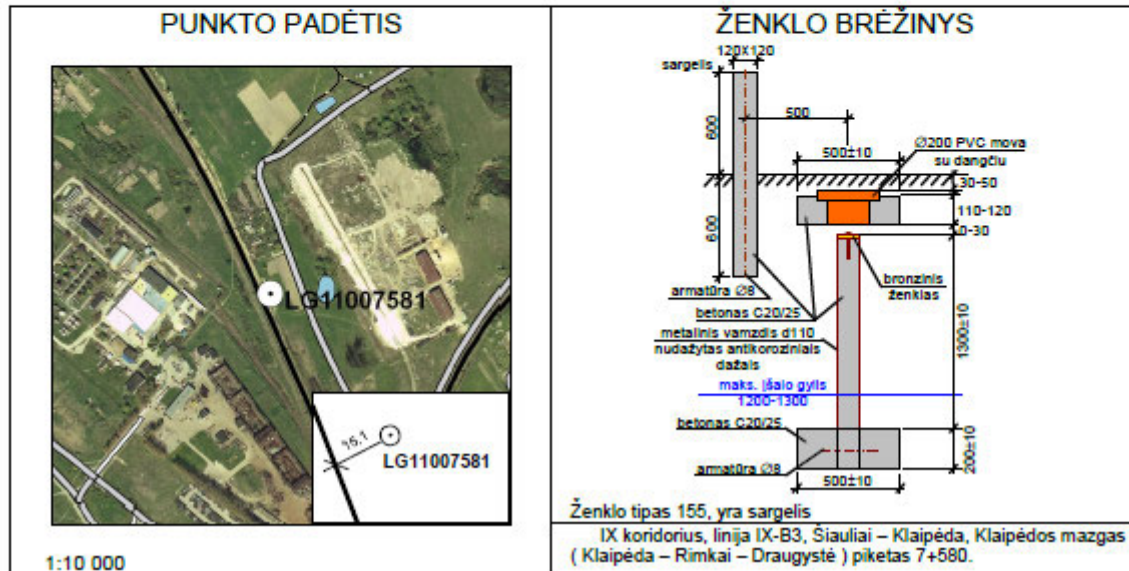 PUNKTO PADĖTIS
LG11007581
16.1
LG11007581
1:10 000
ŽENKLO BRĖŽINYS
120X120
sargelis
500
600
500±10
Ø200 PVC mova
su dangčiu
30-50
110-120
0-30
600
bronzinis
ženklas
armatūra Ø8
betonas C20/25
metalinis vamzdis d110
nudažytas antikoroziniais
dažais
1300±10
maks. įšalo gylis
1200-1300
betonas C20/25
armatūra Ø8
200±10
500±10
Ženklo tipas 155, yra sargelis
IX koridorius, linija IX-B3, Šiauliai – Klaipėda, Klaipėdos mazgas
( Klaipėda – Rimkai – Draugystė ) piketas 7+580.